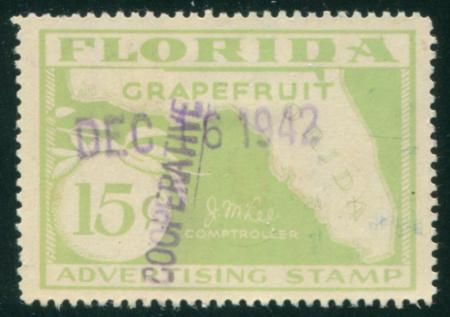 FLORIDA
GRAPEFRUIT
DEC 6 1942
COOPERATIVE
15¢
J. M. Lee
COMPTROLLER
ADVERTISING STAMP